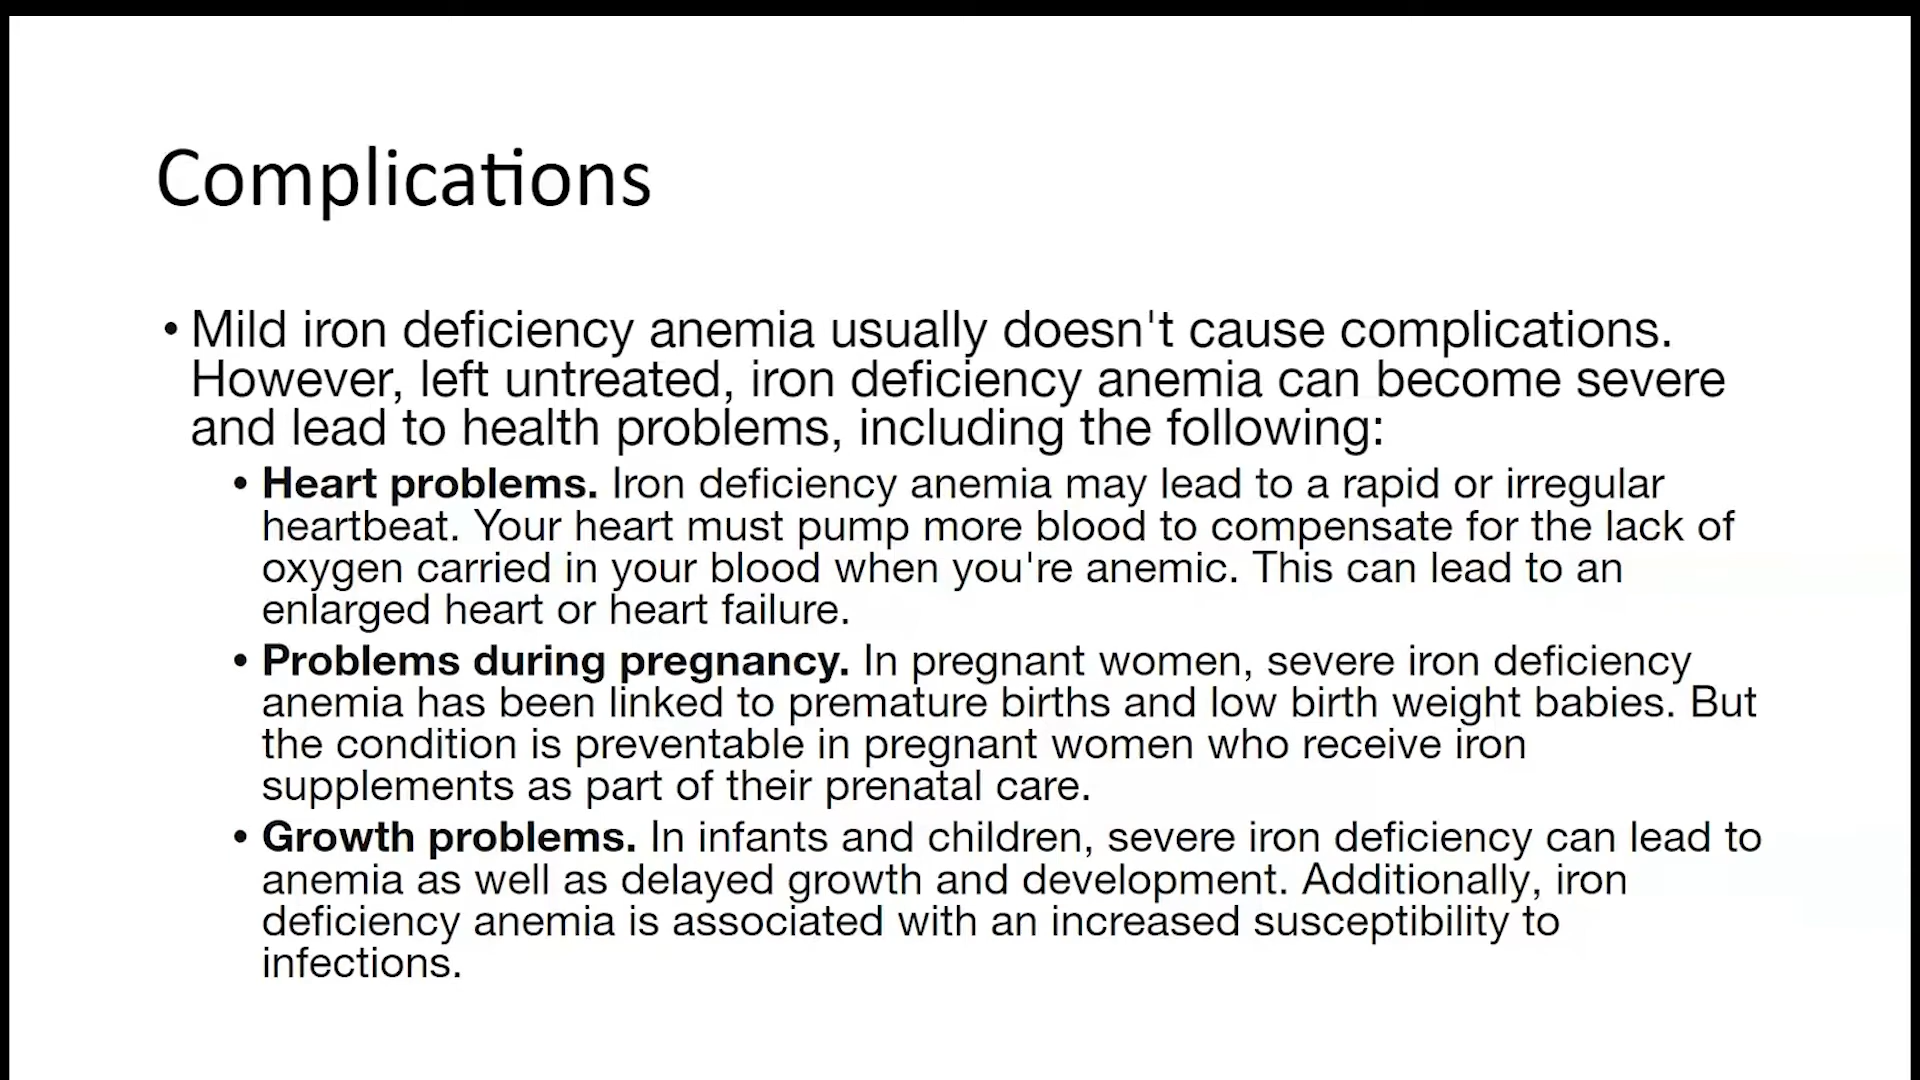 Complications
• Mild iron deficiency anemia usually doesn't cause complications.
However, left untreated, iron deficiency anemia can become severe
and lead to health problems, including the following:
• Heart problems. Iron deficiency anemia may lead to a rapid or irregular
heartbeat. Your heart must pump more blood to compensate for the lack of
oxygen carried in your blood when you're anemic. This can lead to an
enlarged heart or heart failure.
• Problems during pregnancy. In pregnant women, severe iron deficiency
anemia has been linked to premature births and low birth weight babies. But
the condition is preventable in pregnant women who receive iron
supplements as part of their prenatal care.
• Growth problems. In infants and children, severe iron deficiency can lead to
anemia as well as delayed growth and development. Additionally, iron
deficiency anemia is associated with an increased susceptibility to
infections.